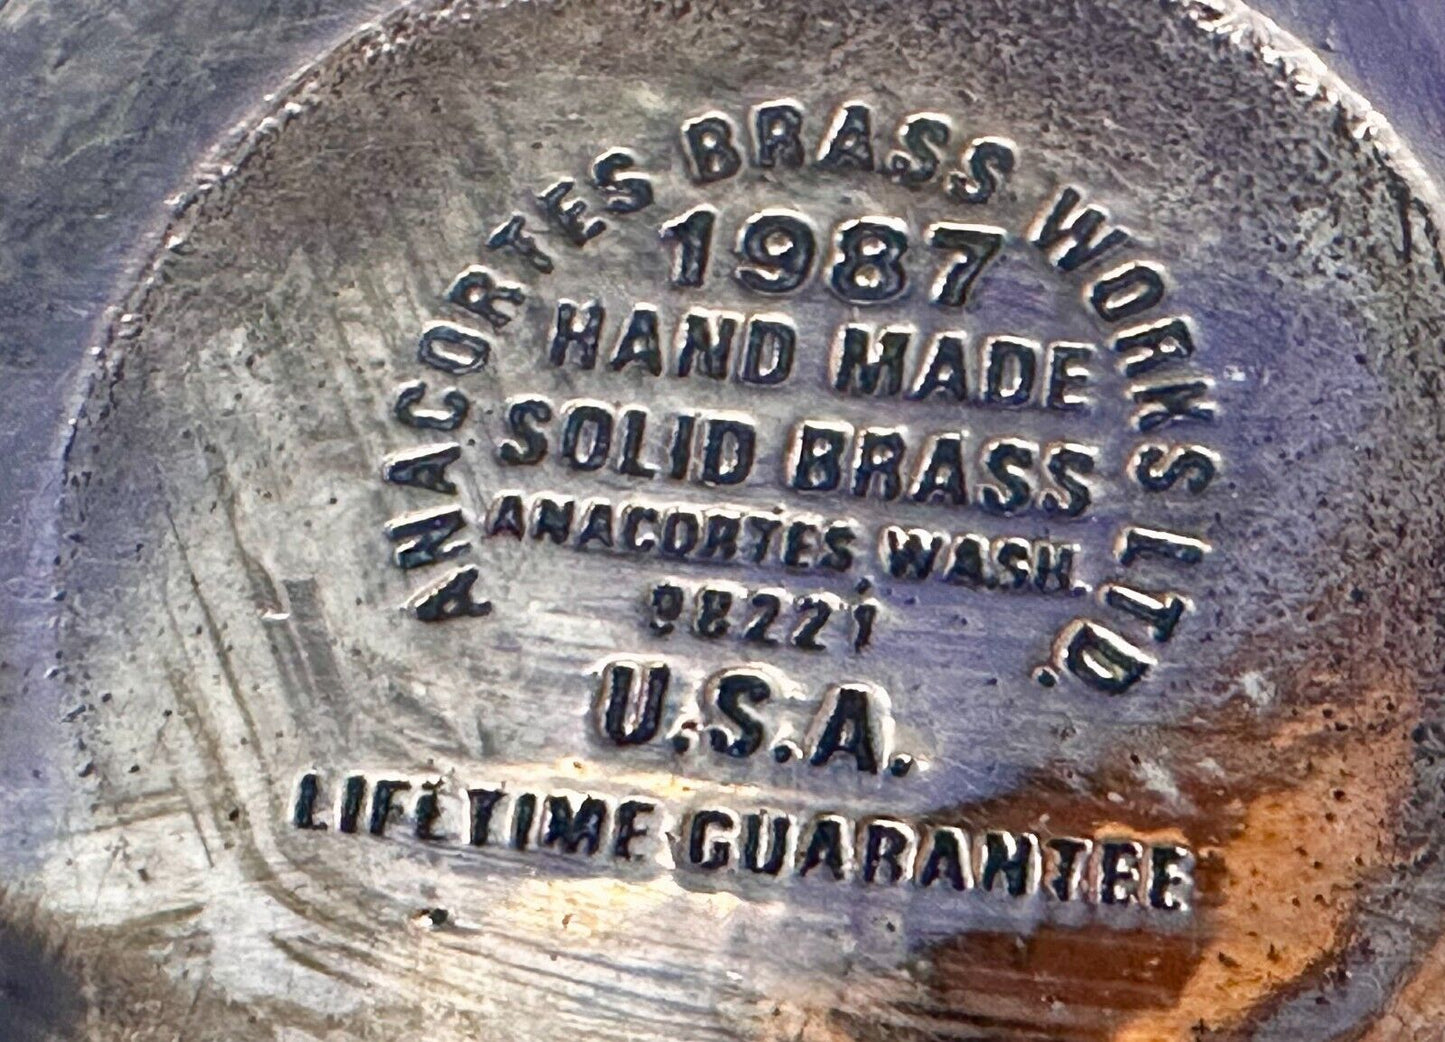 ANACORTES BRASS WORKS LTD.
1987
HAND MADE
SOLID BRASS
ANACORTES, WASH.
98221
U.S.A.
LIFETIME GUARANTEE